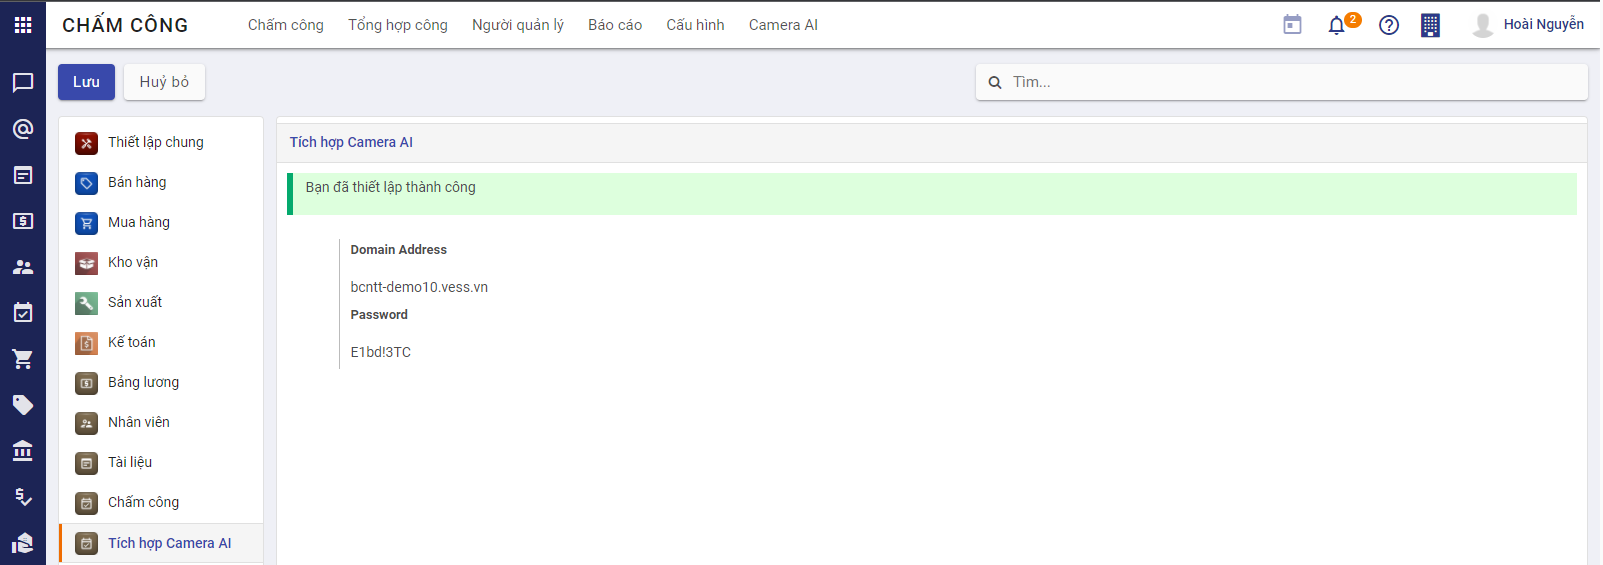 CHẤM CÔNG
Chấm công Tổng hợp công Người quản lý Báo cáo Cấu hình Camera AI
2
Hoài Nguyễn
Lưu
Huỷ bỏ
Tìm...
Thiết lập chung
Bán hàng
Mua hàng
Kho vận
Sản xuất
Kế toán
Bảng lương
Nhân viên
Tài liệu
Chấm công
Tích hợp Camera AI
Tích hợp Camera AI
Bạn đã thiết lập thành công
Domain Address
bcntt-demo10.vess.vn
Password
E1bd!3TC